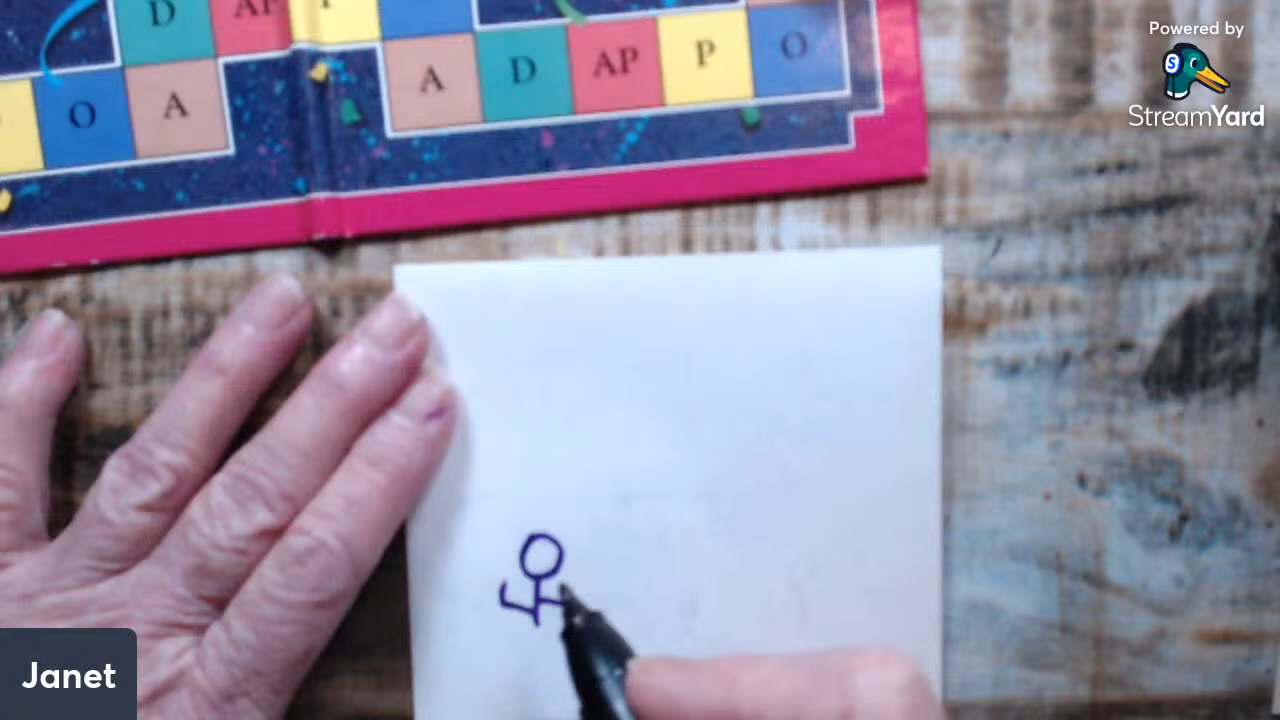 Powered by
StreamYard
D AP P
A D AP P O
O A
Janet